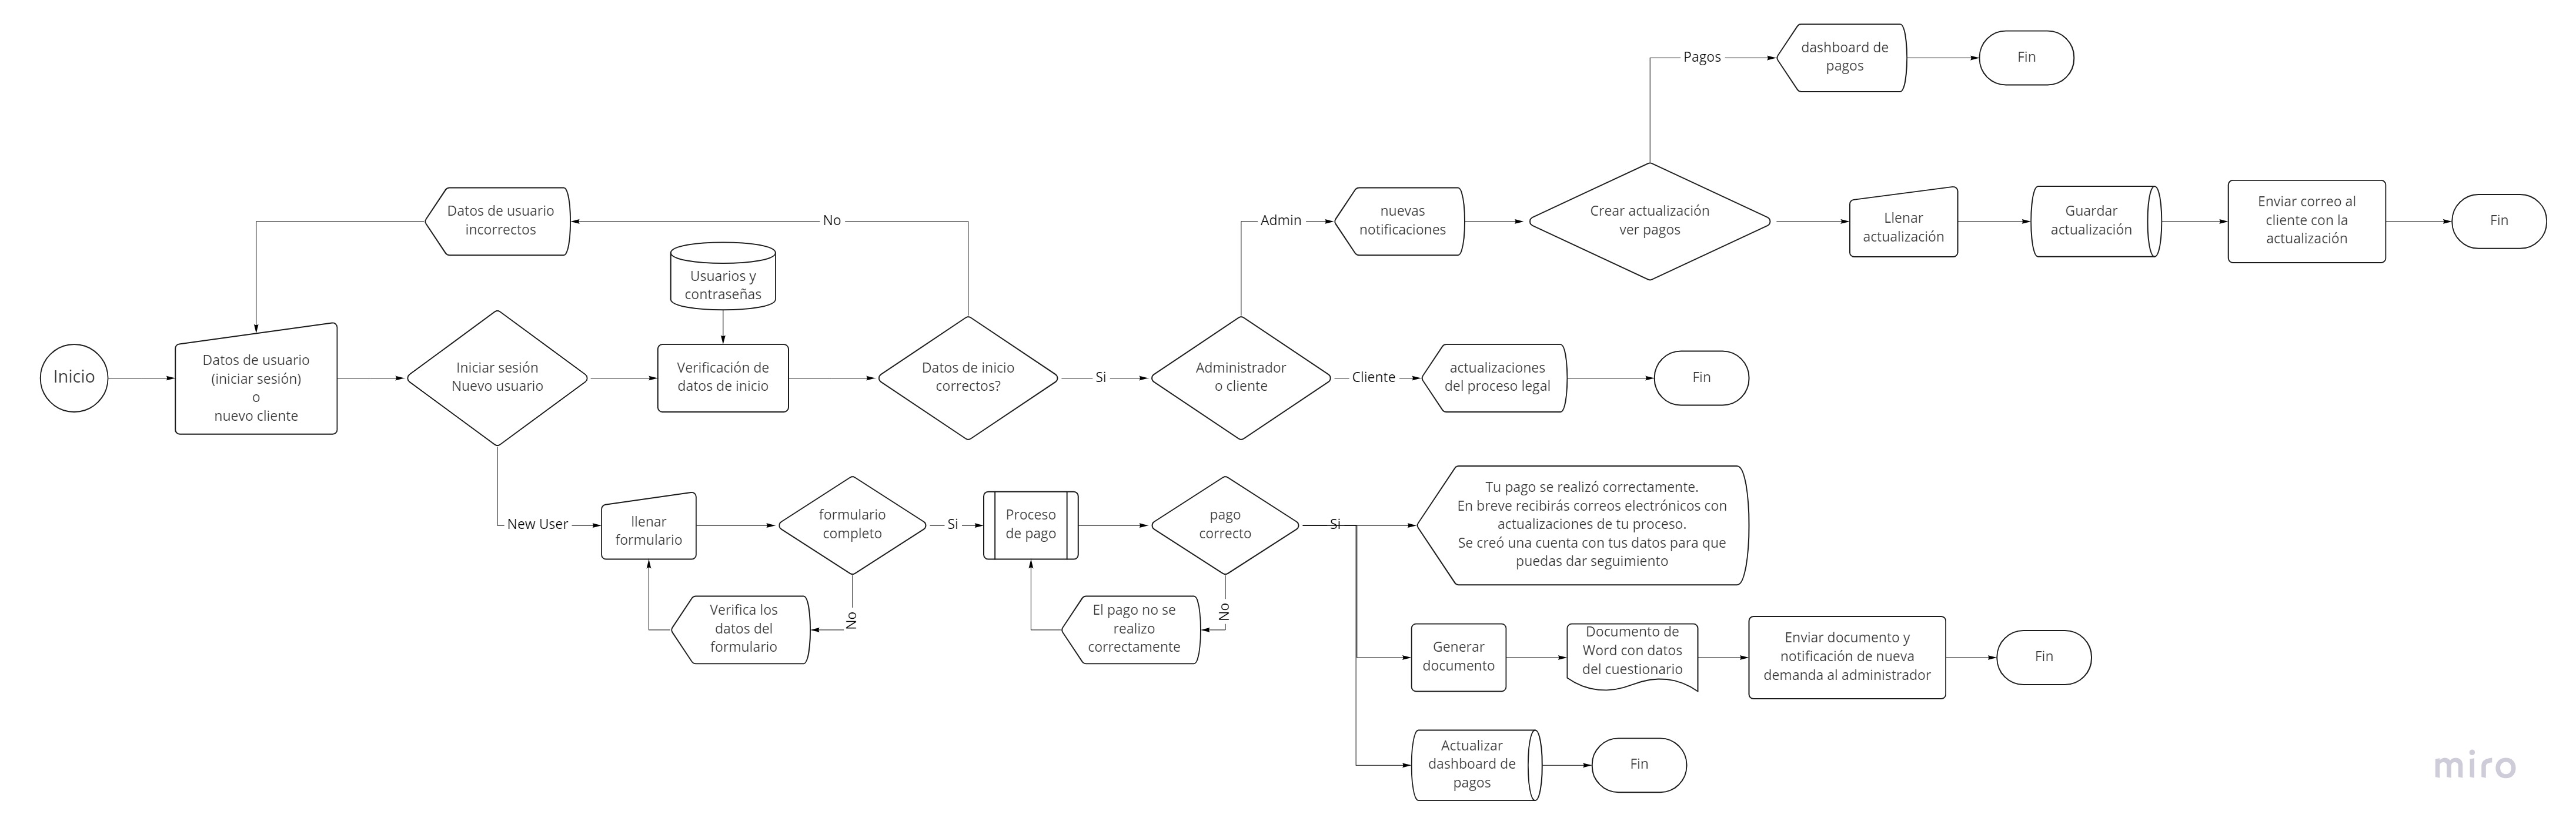 Pagos
dashboard de
pagos
Fin
Datos de usuario
incorrectos
No
Admin
nuevas
notificaciones
Crear actualización
ver pagos
Llenar
actualización
Guardar
actualización
Enviar correo al
cliente con la
actualización
Fin
Usuarios y
contraseñas
Inicio
Datos de usuario
(iniciar sesión)
o
nuevo cliente
Iniciar sesión
Nuevo usuario
Verificación de
datos de inicio
Datos de inicio
correctos?
Si
Administrador
o cliente
Cliente
actualizaciones
del proceso legal
Fin
New User
llenar
formulario
formulario
completo
Si
Proceso
de pago
pago
correcto
Si
Tu pago se realizó correctamente.
En breve recibirás correos electrónicos con
actualizaciones de tu proceso.
Se creó una cuenta con tus datos para que
puedas dar seguimiento
Verifica los
datos del
formulario
No
El pago no se
realizo
correctamente
No
Generar
documento
Documento de
Word con datos
del cuestionario
Enviar documento y
notificación de nueva
demanda al administrador
Fin
Actualizar
dashboard de
pagos
Fin
miro